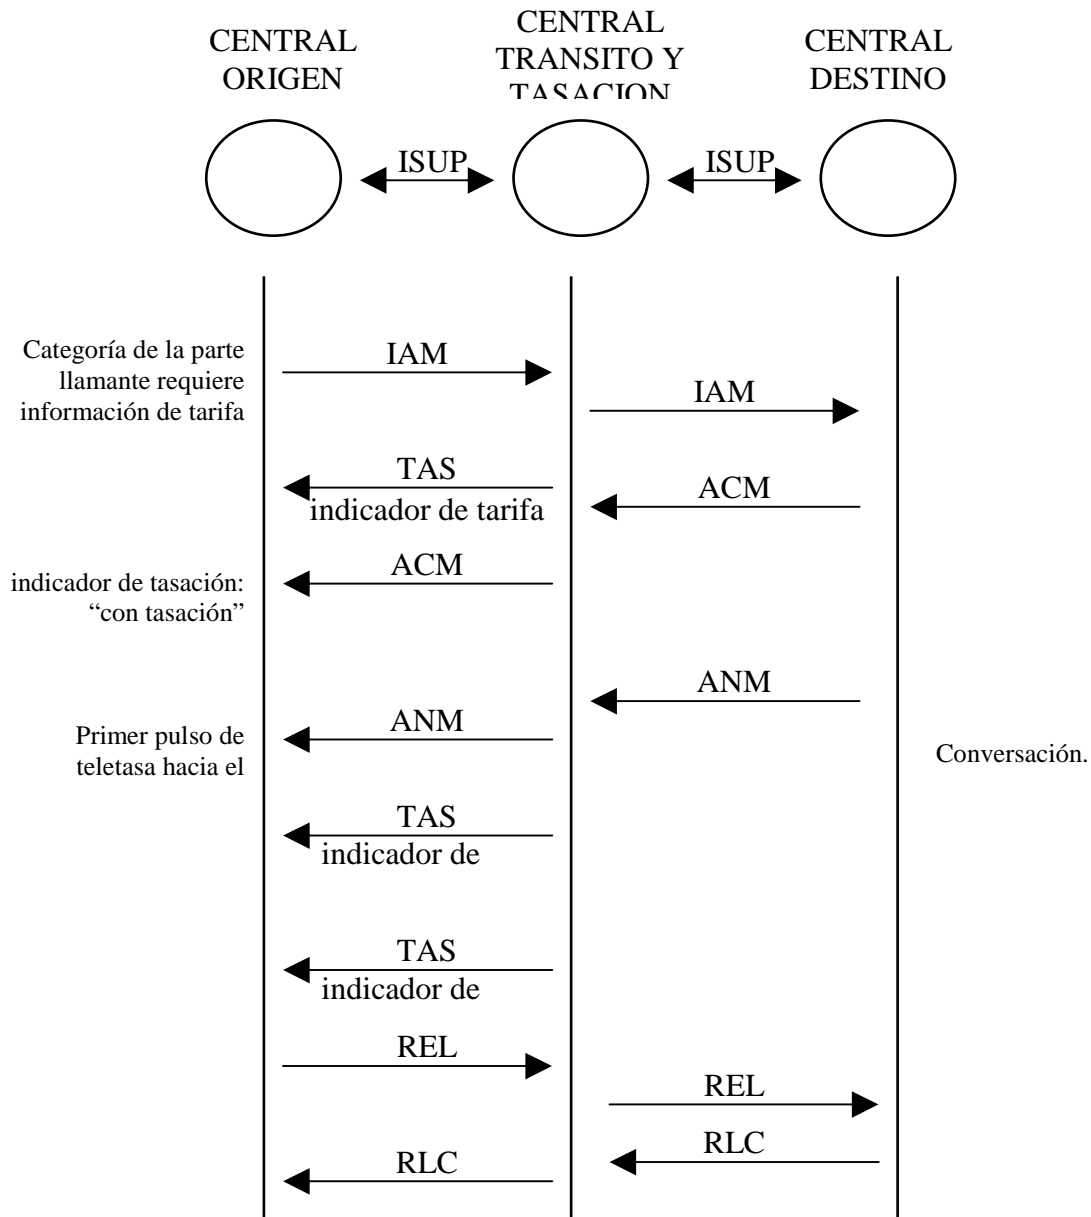 CENTRAL
ORIGEN
CENTRAL
TRANSITO Y
TASACION
CENTRAL
DESTINO
ISUP
ISUP
Categoría de la parte
llamante requiere
información de tarifa
IAM
IAM
TAS
indicador de tarifa
ACM
indicador de tasación:
“con tasación”
ACM
ANM
Primer pulso de
teletasa hacia el
ANM
Conversación.
TAS
indicador de
TAS
indicador de
REL
REL
RLC
RLC